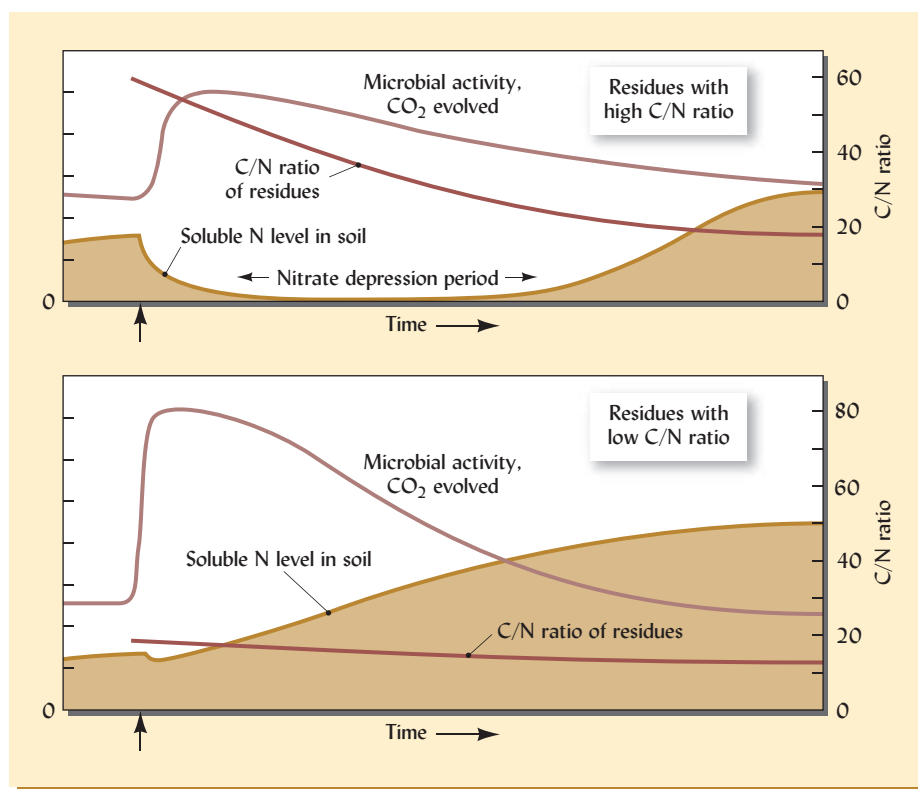 Microbial activity,
CO₂ evolved
Residues with
high C/N ratio
60
C/N ratio
of residues
40
C/N ratio
Soluble N level in soil
20
Nitrate depression period
0
0
Time
Residues with
low C/N ratio
80
Microbial activity,
CO₂ evolved
60
C/N ratio
Soluble N level in soil
40
C/N ratio of residues
20
0
0
Time